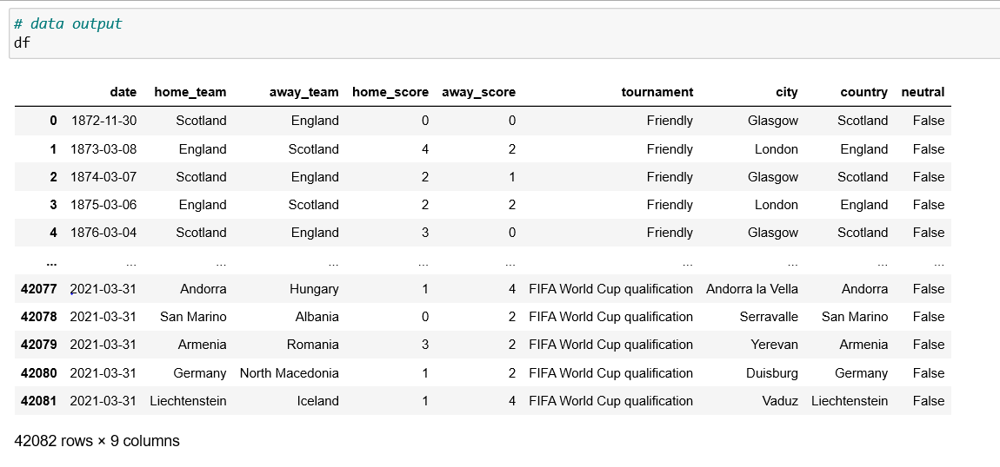 # data output
df
date home_team away_team home_score away_score tournament city country neutral
0 1872-11-30 Scotland England 0 0 Friendly Glasgow Scotland False
1 1873-03-08 England Scotland 4 2 Friendly London England False
2 1874-03-07 Scotland England 2 1 Friendly Glasgow Scotland False
3 1875-03-06 England Scotland 2 2 Friendly London England False
4 1876-03-04 Scotland England 3 0 Friendly Glasgow Scotland False
... ... ... ... ... ... ... ... ... ...
42077 2021-03-31 Andorra Hungary 1 4 FIFA World Cup qualification Andorra la Vella Andorra False
42078 2021-03-31 San Marino Albania 0 2 FIFA World Cup qualification Serravalle San Marino False
42079 2021-03-31 Armenia Romania 3 2 FIFA World Cup qualification Yerevan Armenia False
42080 2021-03-31 Germany North Macedonia 1 2 FIFA World Cup qualification Duisburg Germany False
42081 2021-03-31 Liechtenstein Iceland 1 4 FIFA World Cup qualification Vaduz Liechtenstein False
42082 rows × 9 columns